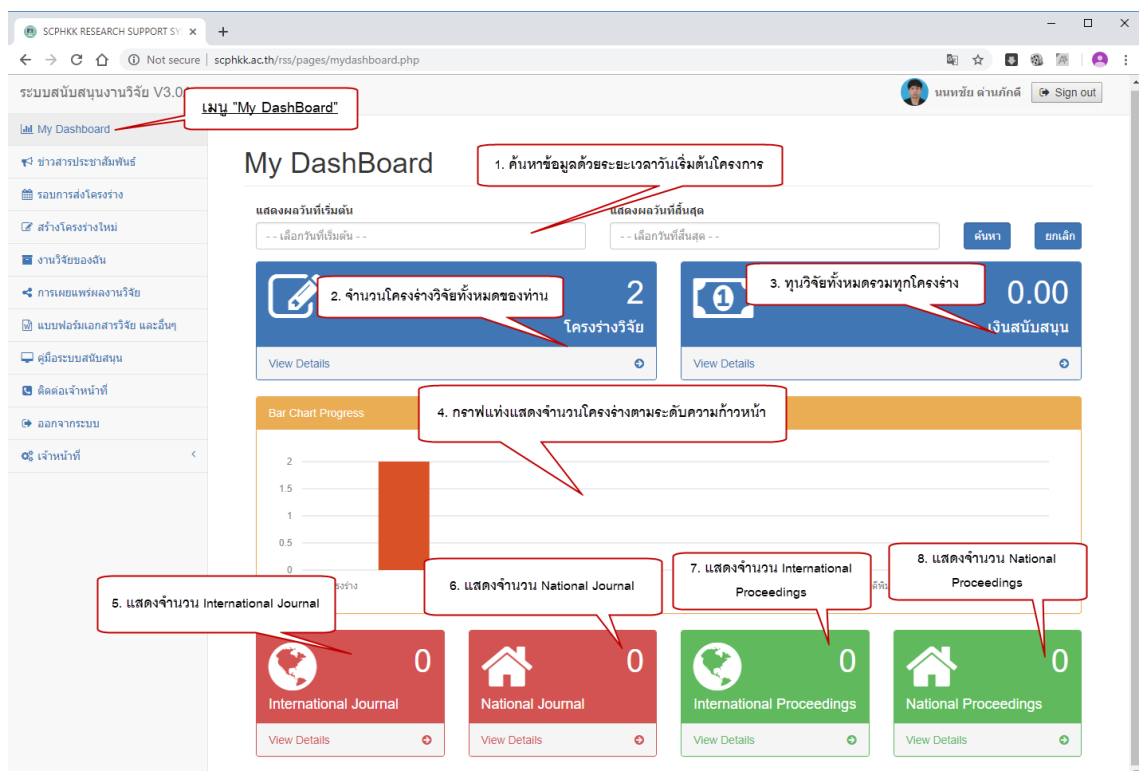 SCPHKK RESEARCH SUPPORT SY
Not secure | scphkk.ac.th/rss/pages/mydashboard.php
ระบบสนับสนุนงานวิจัย V3.0
นนทชัย ด่านภักดี
Sign out
เมนู "My DashBoard"
My Dashboard
ข่าวสารประชาสัมพันธ์
รอบการส่งโครงร่าง
สร้างโครงร่างใหม่
งานวิจัยของฉัน
การเผยแพร่ผลงานวิจัย
แบบฟอร์มเอกสารวิจัย และอื่นๆ
คู่มือระบบสนับสนุน
ติดต่อเจ้าหน้าที่
ออกจากระบบ
เจ้าหน้าที่
My DashBoard
1. ค้นหาข้อมูลด้วยระยะเวลาวันเริ่มต้นโครงการ
แสดงผลวันที่เริ่มต้น
แสดงผลวันที่สิ้นสุด
- - เลือกวันที่เริ่มต้น - -
- - เลือกวันที่สิ้นสุด - -
ค้นหา
ยกเลิก
2. จำนวนโครงร่างวิจัยทั้งหมดของท่าน
2
โครงร่างวิจัย
View Details
3. ทุนวิจัยทั้งหมดรวมทุกโครงร่าง
1
0.00
เงินสนับสนุน
View Details
Bar Chart Progress
4. กราฟแท่งแสดงจำนวนโครงร่างตามระดับความก้าวหน้า
2
1.5
1
0.5
0
5. แสดงจำนวน International Journal
6. แสดงจำนวน National Journal
7. แสดงจำนวน International
Proceedings
8. แสดงจำนวน National
Proceedings
0
International Journal
View Details
0
National Journal
View Details
0
International Proceedings
View Details
0
National Proceedings
View Details